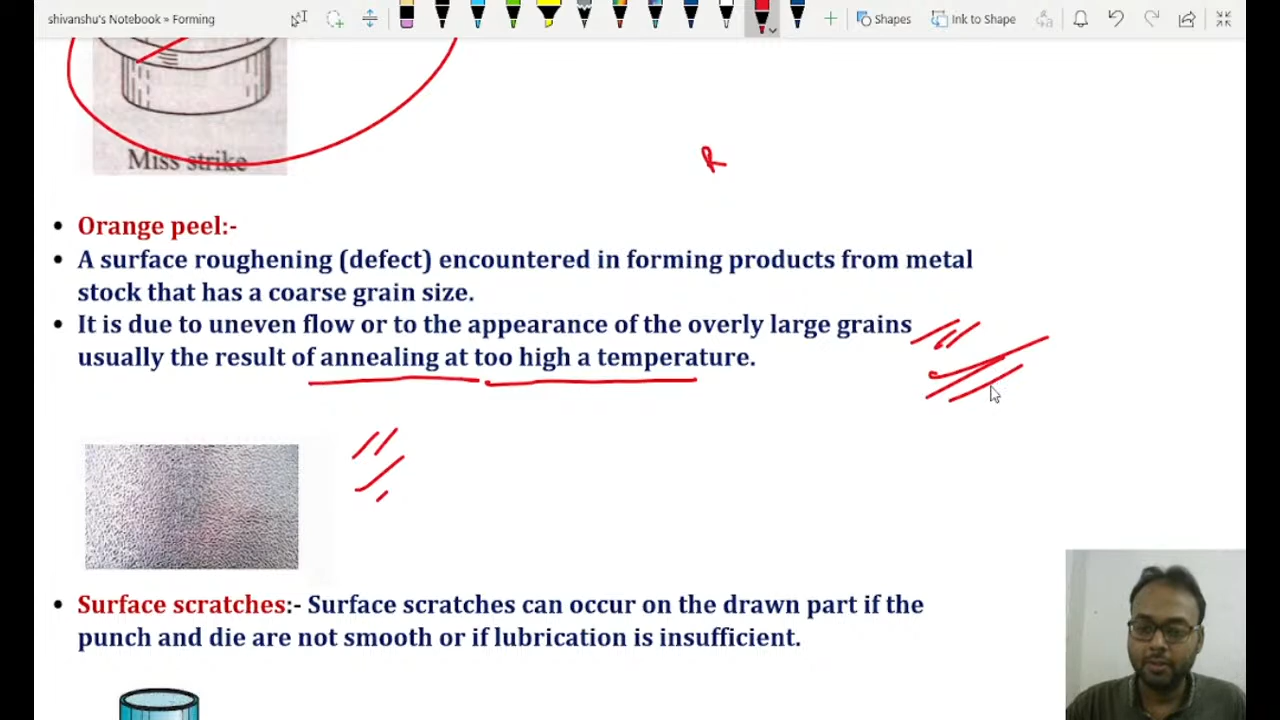 shivanshu's Notebook » Forming
Shapes
Ink to Shape
Miss strike
R
• Orange peel:-
• A surface roughening (defect) encountered in forming products from metal
stock that has a coarse grain size.
• It is due to uneven flow or to the appearance of the overly large grains
usually the result of annealing at too high a temperature.
• Surface scratches:- Surface scratches can occur on the drawn part if the
punch and die are not smooth or if lubrication is insufficient.